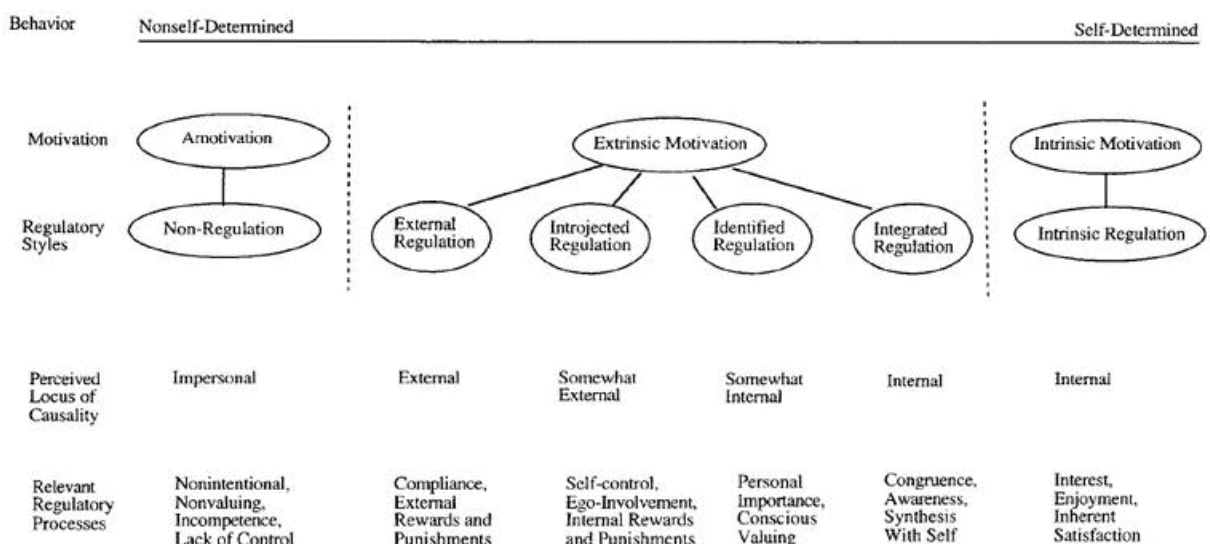 Behavior Nonself-Determined Self-Determined
Motivation Amotivation Extrinsic Motivation Intrinsic Motivation
Regulatory
Styles
Non-Regulation
External
Regulation
Introjected
Regulation
Identified
Regulation
Integrated
Regulation
Intrinsic Regulation
Perceived
Locus of
Causality
Impersonal
External
Somewhat
External
Somewhat
Internal
Internal
Internal
Relevant
Regulatory
Processes
Nonintentional,
Nonvaluing,
Incompetence,
Lack of Control
Compliance,
External
Rewards and
Punishments
Self-control,
Ego-Involvement,
Internal Rewards
and Punishments
Personal
Importance,
Conscious
Valuing
Congruence,
Awareness,
Synthesis
With Self
Interest,
Enjoyment,
Inherent
Satisfaction